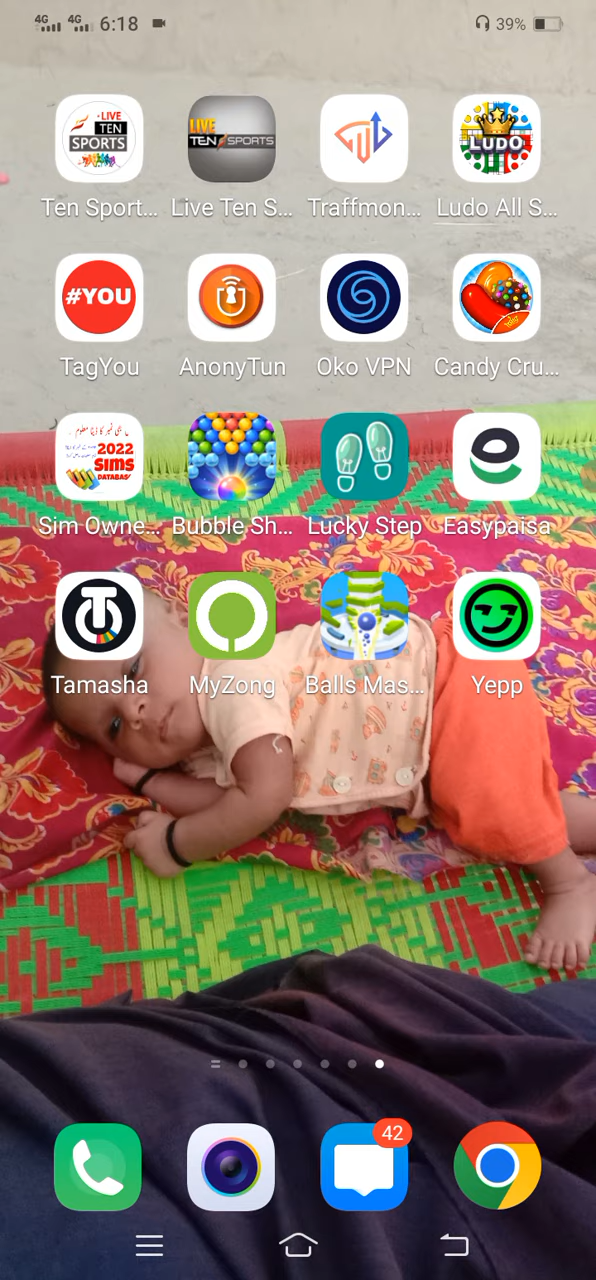 4G 4G 6:18 39%
LIVE
TEN
SPORTS
LIVE
TEN SPORTS
LUDO
Ten Sport... Live Ten S... Traffmon... Ludo All S...
#YOU
TagYou AnonyTun Oko VPN Candy Cru...
2022
SIMS
DATABAS
Sim Owne... Bubble Sh... Lucky Step Easypaisa
Tamasha MyZong Balls Mas... Yepp
42